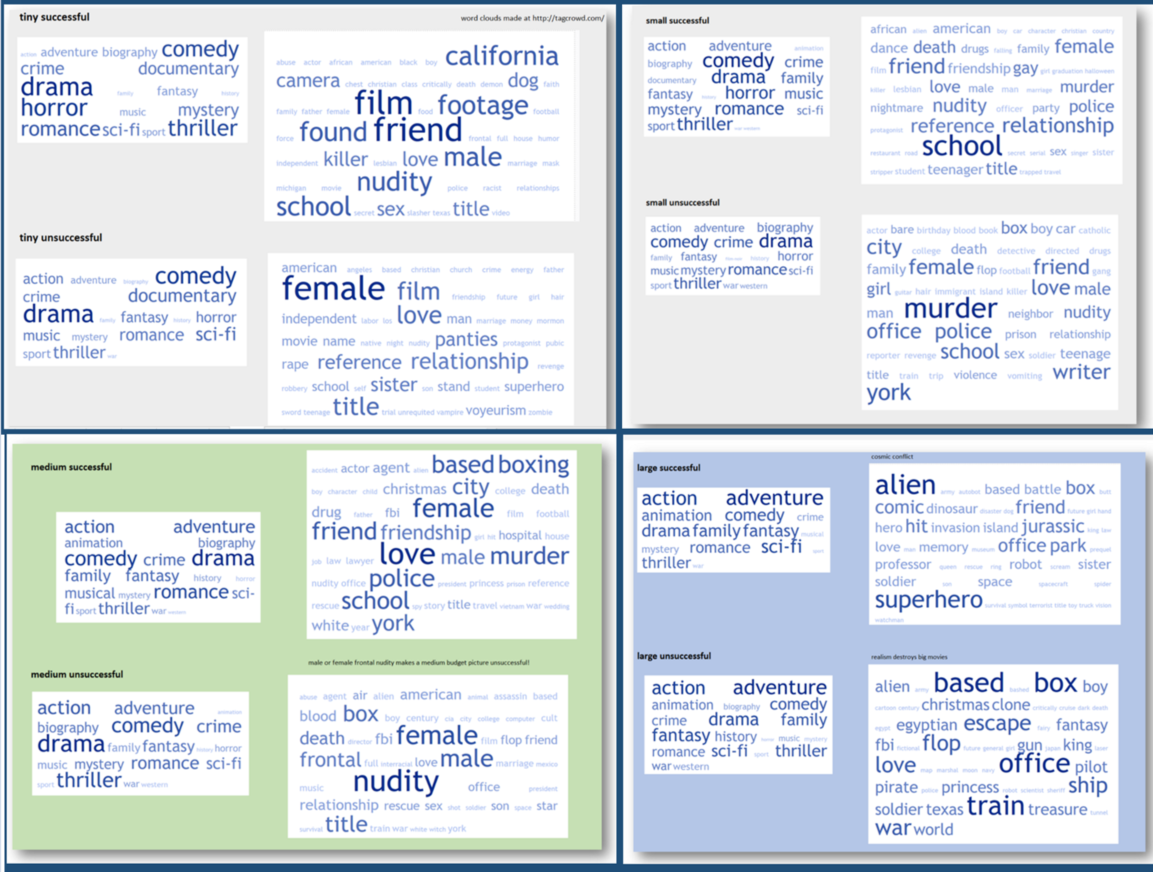 tiny successful
word clouds made at http://tagcrowd.com/
action adventure biography comedy
crime documentary
drama family fantasy history
horror music mystery
romance sci-fi sport thriller
abuse actor african american black boy california
camera chest christian class critically death demon dog faith
family father female film food footage football
force found friend frontal full house humor
independent killer lesbian love male marriage mask
michigan movie nudity police racist relationships
school secret sex slasher texas title video
tiny unsuccessful
action adventure biography comedy
crime documentary
drama family fantasy history horror
music mystery romance sci-fi
sport thriller war
american angeles based christian church crime energy father
female film friendship future girl hair
independent labor los love man marriage money mormon
movie name native night nudity panties protagonist pubic
rape reference relationship revenge
robbery school self sister son stand student superhero
sword teenage title trial unrequited vampire voyeurism zombie
small successful
action adventure animation
biography comedy crime
documentary drama family
fantasy horror music
mystery romance sci-fi
sport thriller war western
african alien american boy car character christian country
dance death drugs falling family female
film friend friendship gay girl graduation halloween
killer lesbian love male man marriage murder
nightmare nudity officer party police
protagonist reference relationship
restaurant road school secret serial sex singer sister
stripper student teenager title trapped travel
small unsuccessful
action adventure biography
comedy crime drama
family fantasy history horror
music mystery romance sci-fi
sport thriller war western
actor bare birthday blood book box boy car catholic
city college death detective directed drugs
family female flop football friend gang
girl guitar hair immigrant island killer love male
man murder neighbor nudity
office police prison relationship
reporter revenge school sex soldier teenage
title train trip violence vomiting writer
york
medium successful
action adventure
animation biography
comedy crime drama
family fantasy history horror
musical mystery romance sci-
fi sport thriller war western
accident actor agent alien based boxing
boy character child christmas city college death
drug father fbi female film football
friend friendship girl hit hospital house
job law lawyer love male murder
nudity office police president princess prison reference
rescue school spy story title travel vietnam war wedding
white year york
medium unsuccessful
male or female frontal nudity makes a medium budget picture unsuccessful!
action adventure animation
biography comedy crime
drama family fantasy history horror
music mystery romance sci-fi
sport thriller war western
abuse agent air alien american animal assassin based
blood box boy century cia city college computer cult
death director fbi female film flop friend
frontal full interracial love male marriage mexico
music nudity office president
relationship rescue sex shot soldier son space star
survival title train war white witch york
large successful
cosmic conflict
action adventure
animation comedy crime
drama family fantasy musical
mystery romance sci-fi sport
thriller war
alien army autobot based battle box butt
comic dinosaur disaster dog friend future girl hand
hero hit invasion island jurassic king law
love man memory museum office park prequel
professor queen rescue ring robot scream sister
soldier son space spacecraft spider
superhero survival symbol terrorist title toy truck vision
watchman
large unsuccessful
realism destroys big movies
action adventure
animation biography comedy
crime drama family
fantasy history horror music mystery
romance sci-fi sport thriller
war western
alien army based bashed box boy
cartoon century christmas clone critically cruise dark death
egypt egyptian escape fairy fantasy
fbi fictional flop future general girl gun japan king laser
love map marshal moon navy office pilot
pirate police princess robot scientist sheriff ship
soldier texas train treasure tunnel
war world